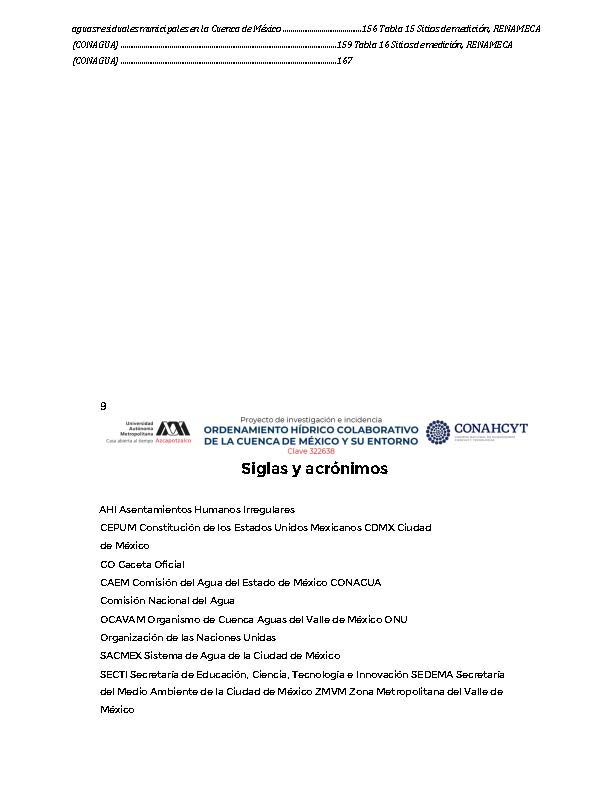 aguas residuales municipales en la Cuenca de México ......................................156 Tabla 15 Sitios de medición, RENAMECA
(CONAGUA) ..........................................................................................159 Tabla 16 Sitios de medición, RENAMECA
(CONAGUA) ..........................................................................................167
9
Universidad
Autónoma
Metropolitana
Casa abierta al tiempo Azcapotzalco
Proyecto de investigación e incidencia
ORDENAMIENTO HÍDRICO COLABORATIVO
DE LA CUENCA DE MÉXICO Y SU ENTORNO
Clave 322638
CONAHCYT
Siglas y acrónimos
AHI Asentamientos Humanos Irregulares
CEPUM Constitución de los Estados Unidos Mexicanos CDMX Ciudad
de México
GO Gaceta Oficial
CAEM Comisión del Agua del Estado de México CONAGUA
Comisión Nacional del Agua
OCAVAM Organismo de Cuenca Aguas del Valle de México ONU
Organización de las Naciones Unidas
SACMEX Sistema de Agua de la Ciudad de México
SECTI Secretaría de Educación, Ciencia, Tecnología e Innovación SEDEMA Secretaría
del Medio Ambiente de la Ciudad de México ZMVM Zona Metropolitana del Valle de
México